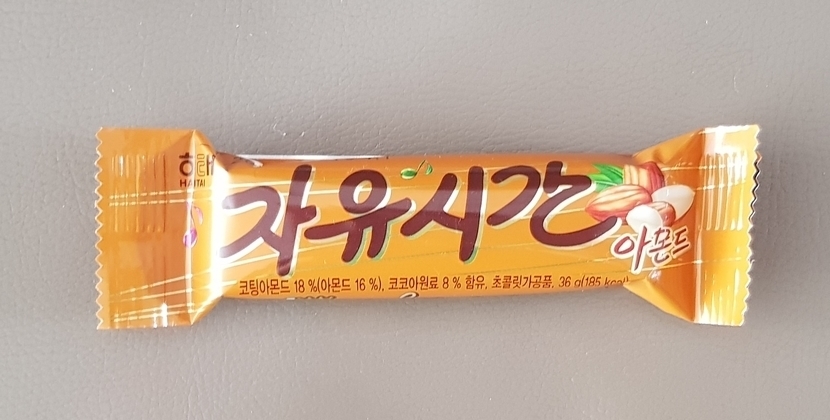 해태
HAITAI
자유시간
아몬드
코팅아몬드 18 %(아몬드 16 %), 코코아원료 8 % 함유, 초콜릿가공품, 36 g(185 kcal)